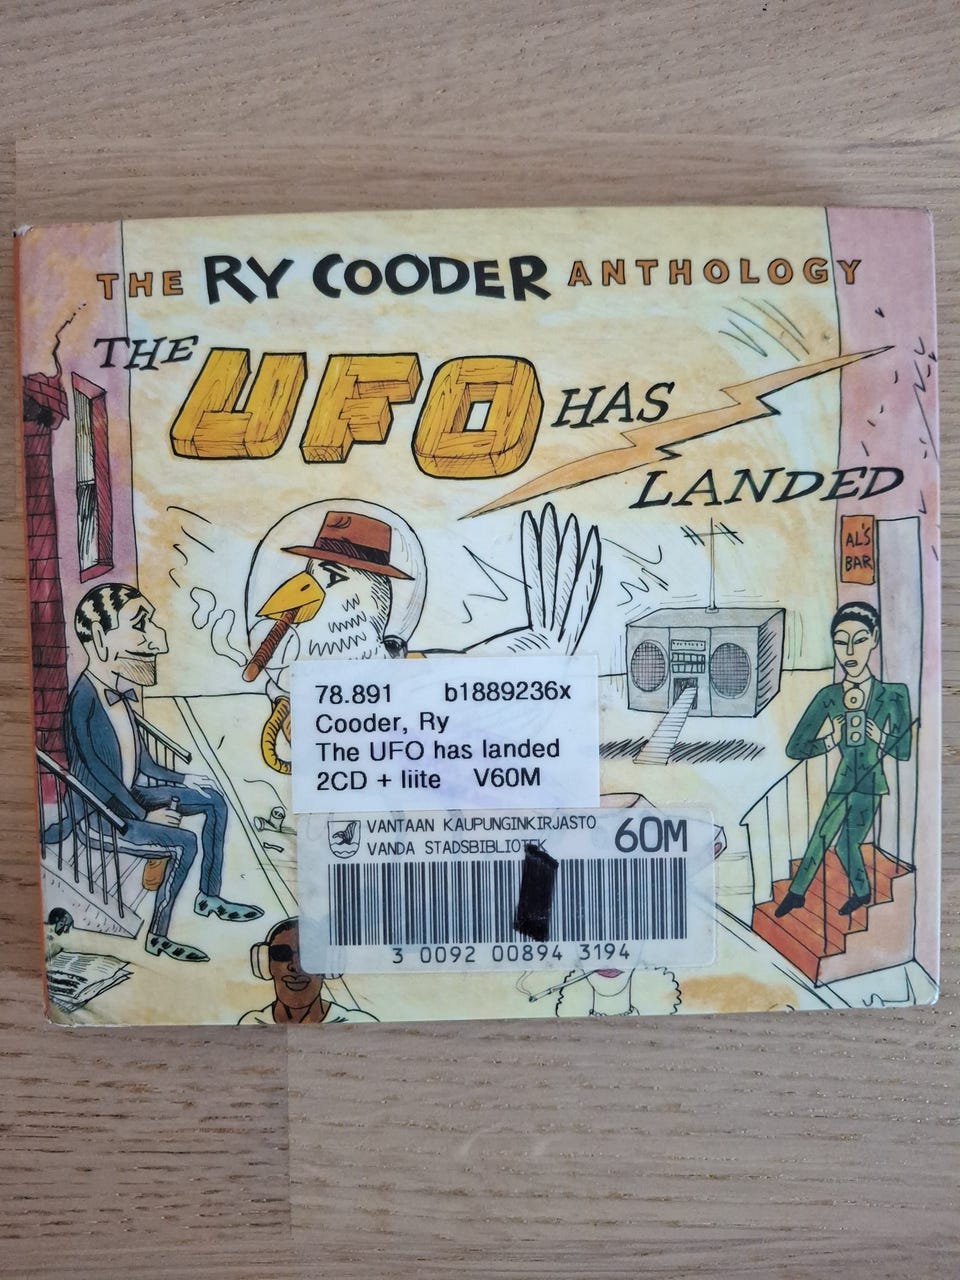 THE RY COODER ANTHOLOGY
THE UFO HAS
LANDED
AL'S
BAR
78.891 b1889236x
Cooder, Ry
The UFO has landed
2CD + liite V60M
VANTAAN KAUPUNGINKIRJASTO 60M
VANDA STADSBIBLIOTEK
3 0092 00894 3194